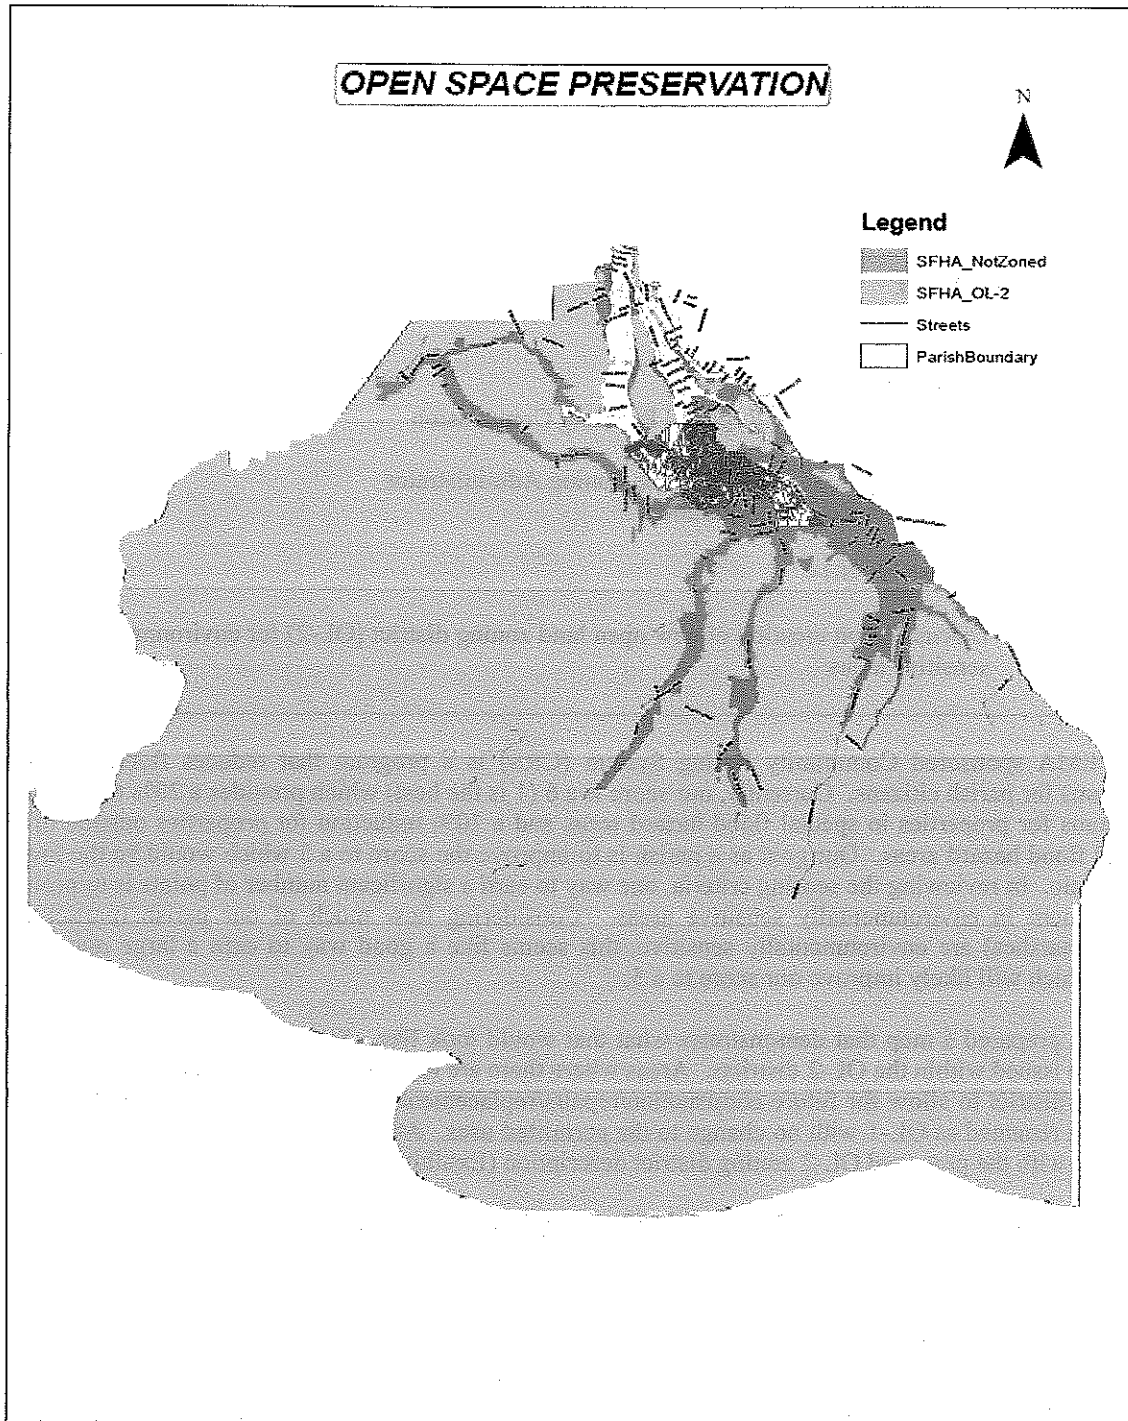 OPEN SPACE PRESERVATION
N
Legend
SFHA_NotZoned
SFHA_OL-2
Streets
ParishBoundary